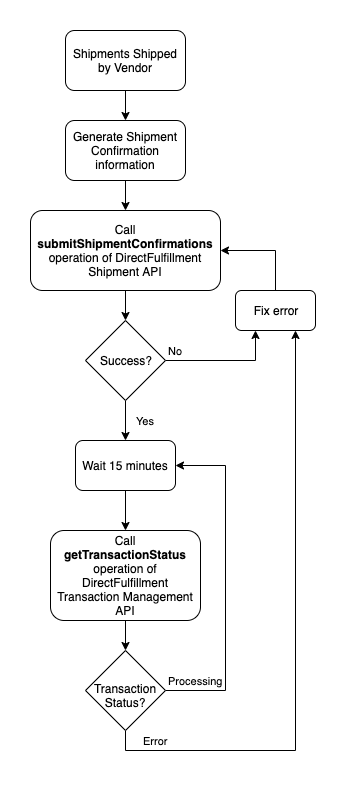 Shipments Shipped
by Vendor
Generate Shipment
Confirmation
information
Call
submitShipmentConfirmations
operation of DirectFulfillment
Shipment API
Fix error
Success?
No
Yes
Wait 15 minutes
Call
getTransactionStatus
operation of
DirectFulfillment
Transaction Management
API
Transaction
Status?
Processing
Error